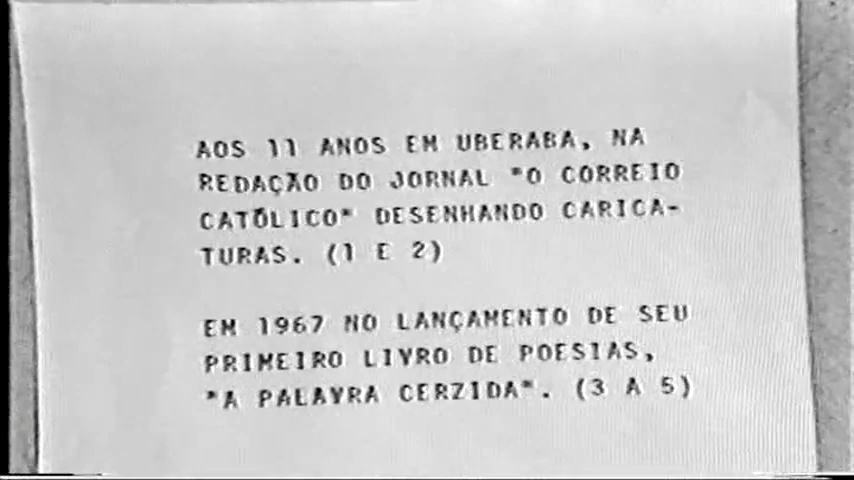 AOS 11 ANOS EM UBERABA, NA
REDAÇÃO DO JORNAL "O CORREIO
CATÓLICO" DESENHANDO CARICA-
TURAS. (1 E 2)
EM 1967 NO LANÇAMENTO DE SEU
PRIMEIRO LIVRO DE POESIAS,
"A PALAVRA CERZIDA". (3 A 5)